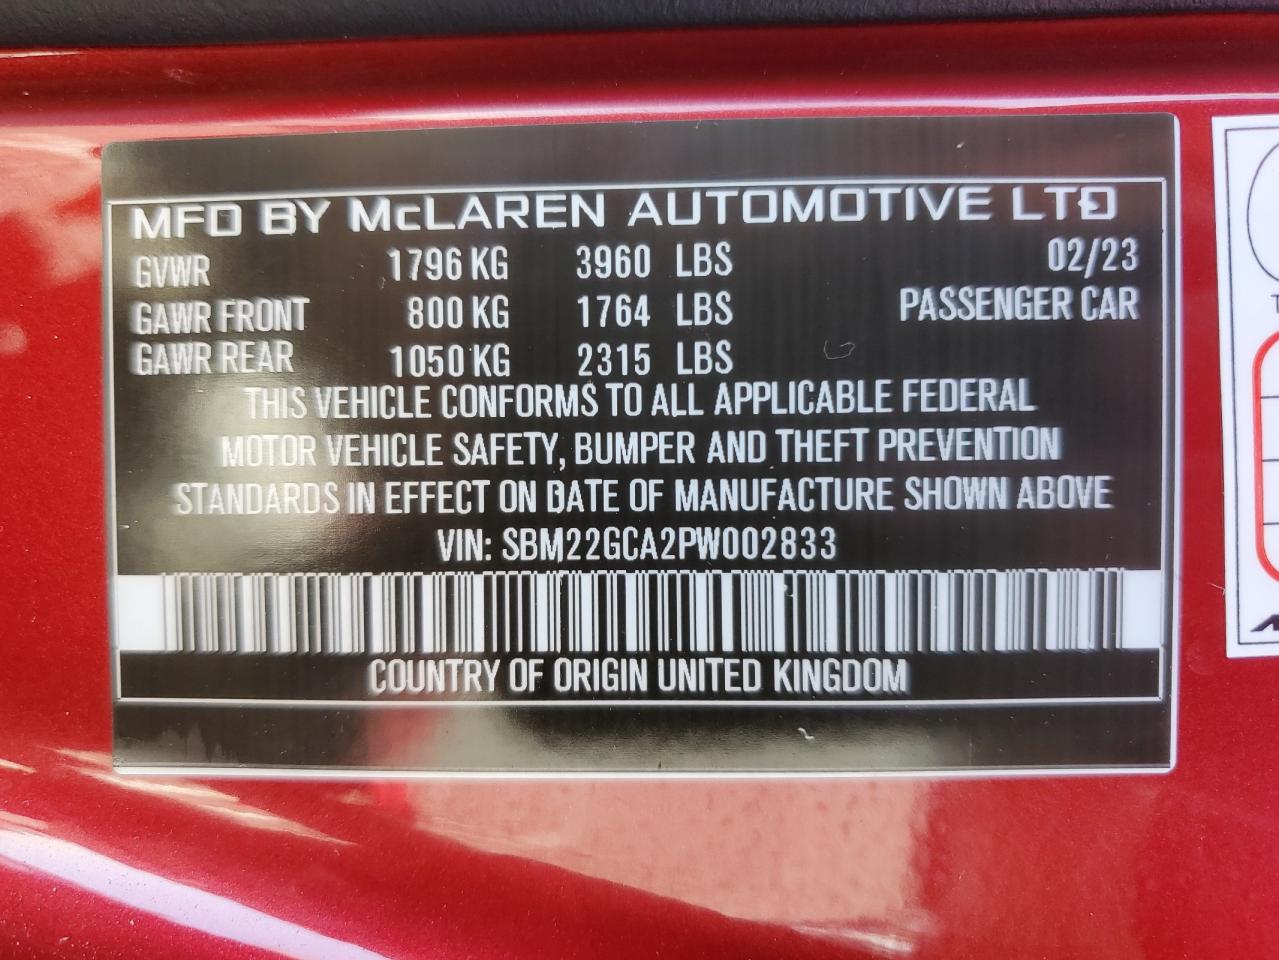 MFD BY McLAREN AUTOMOTIVE LTD
GVWR 1796 KG 3960 LBS 02/23
GAWR FRONT 800 KG 1764 LBS PASSENGER CAR
GAWR REAR 1050 KG 2315 LBS
THIS VEHICLE CONFORMS TO ALL APPLICABLE FEDERAL
MOTOR VEHICLE SAFETY, BUMPER AND THEFT PREVENTION
STANDARDS IN EFFECT ON DATE OF MANUFACTURE SHOWN ABOVE
VIN: SBM22GCA2PW002833
COUNTRY OF ORIGIN UNITED KINGDOM